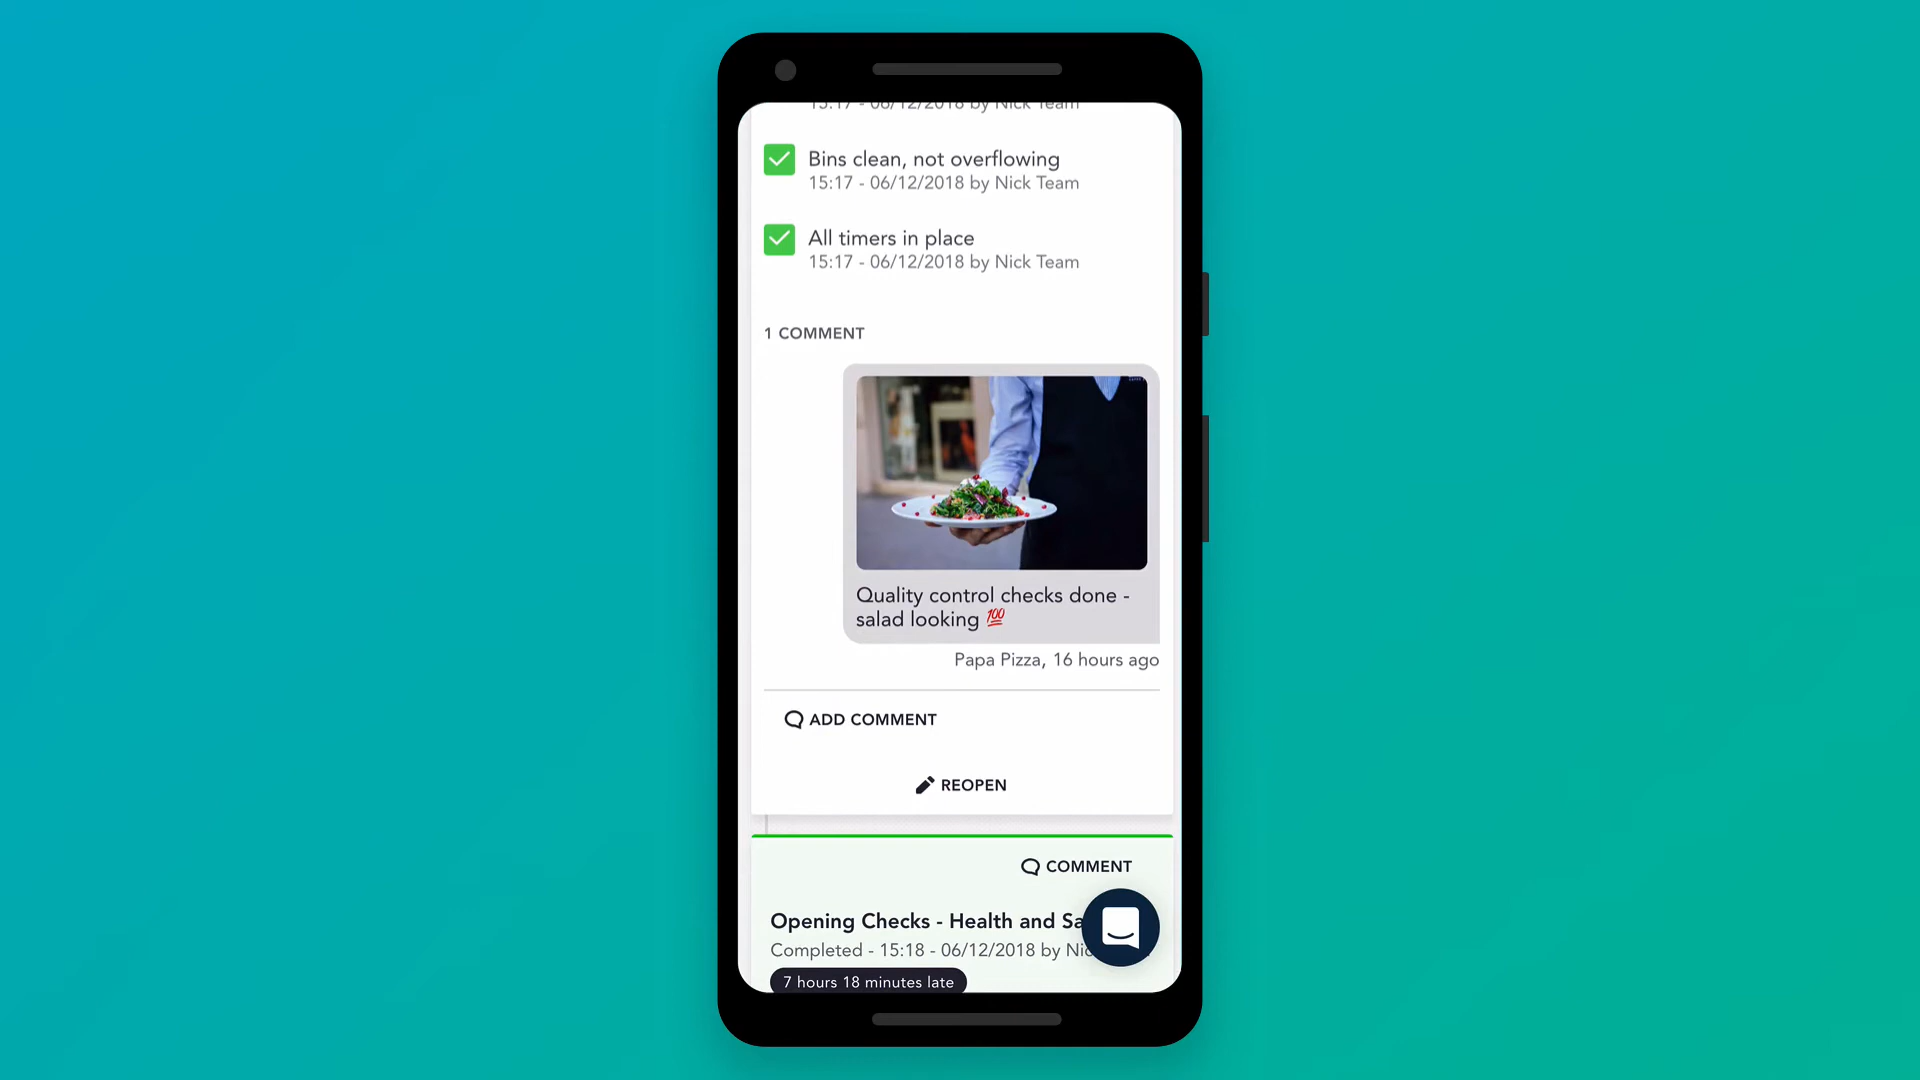 15:17 - 06/12/2018 by Nick Team
Bins clean, not overflowing
15:17 - 06/12/2018 by Nick Team
All timers in place
15:17 - 06/12/2018 by Nick Team
1 COMMENT
Quality control checks done -
salad looking 💯
Papa Pizza, 16 hours ago
ADD COMMENT
REOPEN
COMMENT
Opening Checks - Health and
Completed - 15:18 - 06/12/2018 by
7 hours 18 minutes late